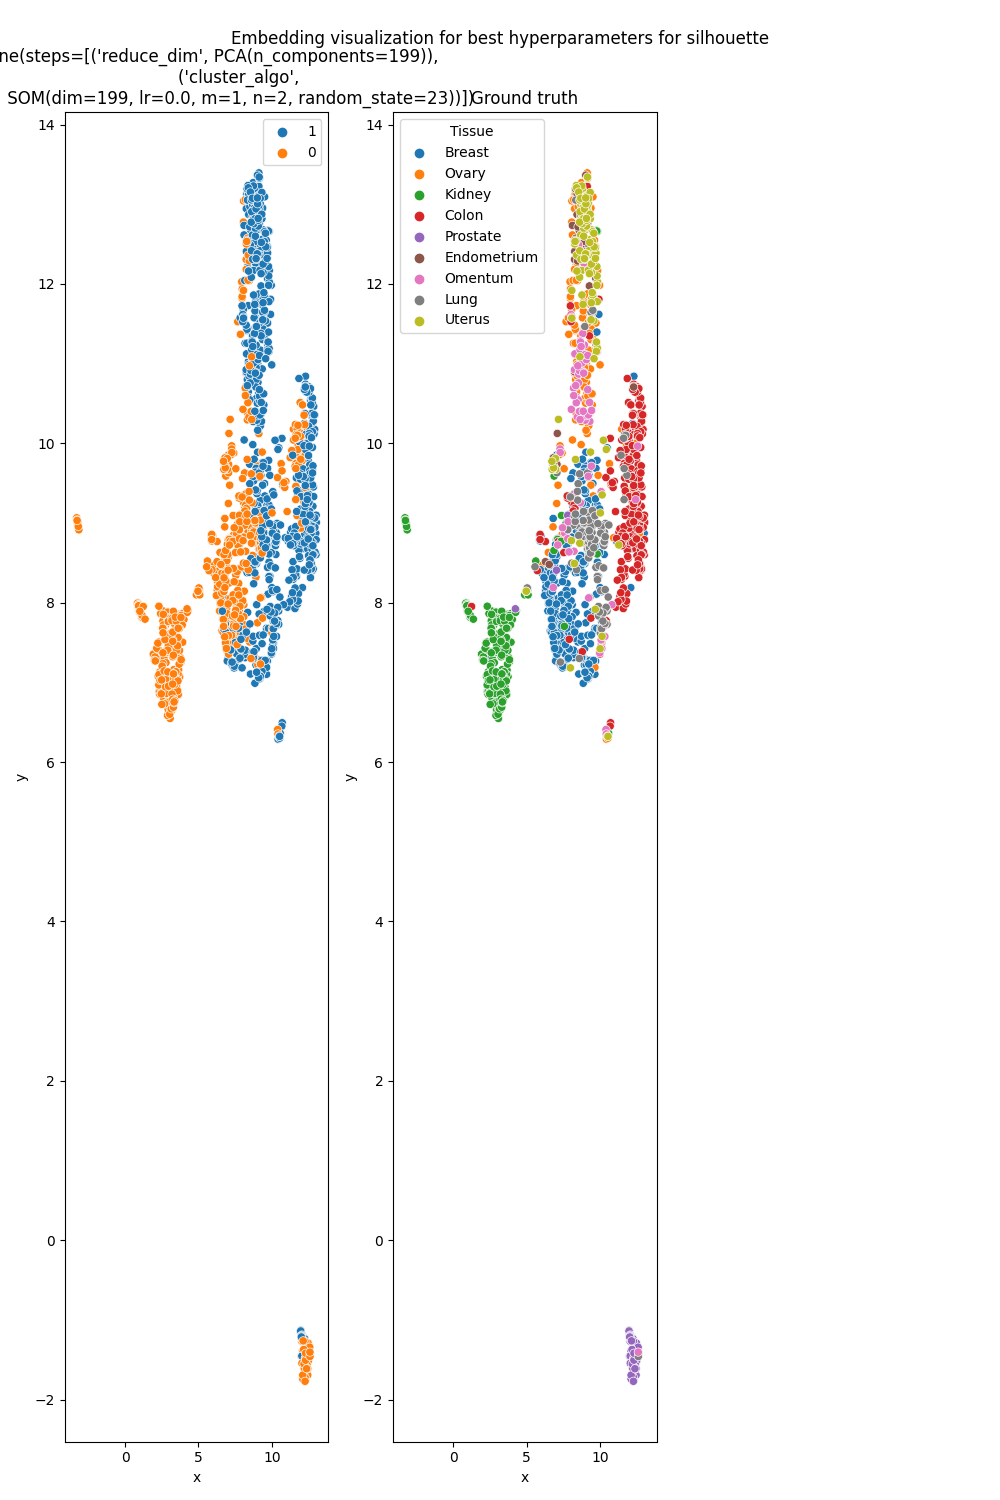 Embedding visualization for best hyperparameters for silhouette
ne(steps=[('reduce_dim', PCA(n_components=199)),
('cluster_algo',
SOM(dim=199, lr=0.0, m=1, n=2, random_state=23))])
Ground truth
14
12
10
8
6
4
2
0
−2
y
0
5
10
x
1
0
14
12
10
8
6
4
2
0
−2
y
0
5
10
x
Tissue
Breast
Ovary
Kidney
Colon
Prostate
Endometrium
Omentum
Lung
Uterus